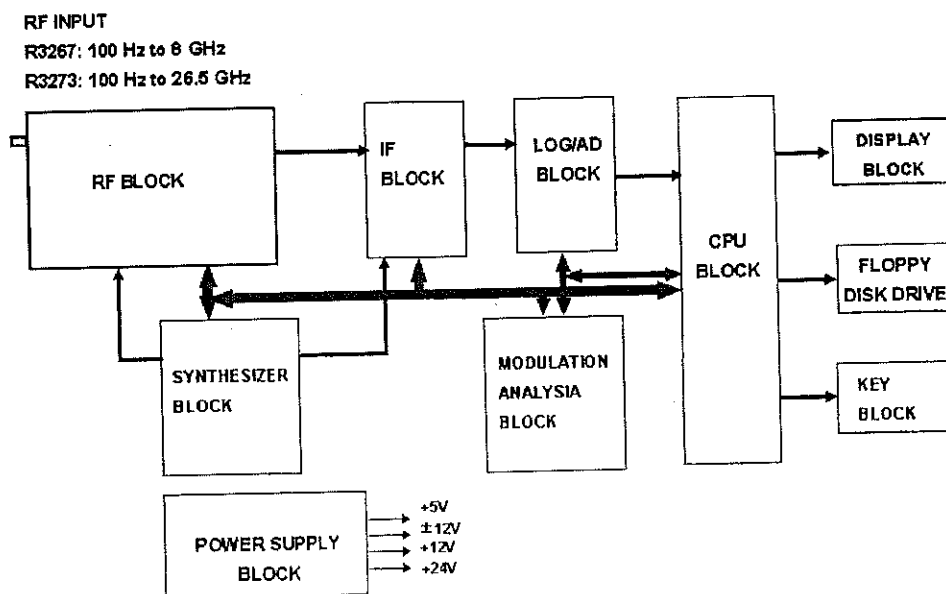 RF INPUT
R3267: 100 Hz to 8 GHz
R3273: 100 Hz to 26.5 GHz
RF BLOCK
IF
BLOCK
LOG/AD
BLOCK
CPU
BLOCK
DISPLAY
BLOCK
FLOPPY
DISK DRIVE
KEY
BLOCK
SYNTHESIZER
BLOCK
MODULATION
ANALYSIA
BLOCK
POWER SUPPLY
BLOCK
+5V
±12V
+12V
+24V